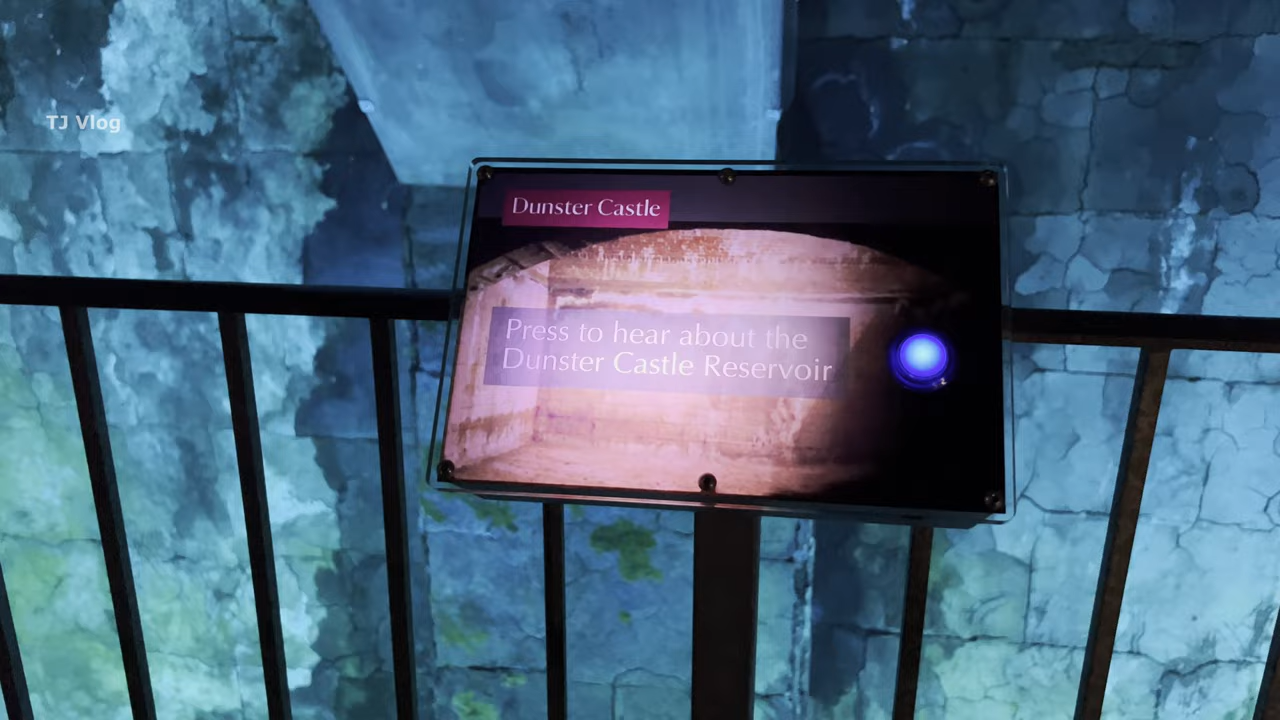 TJ Vlog
Dunster Castle
Press to hear about the
Dunster Castle Reservoir